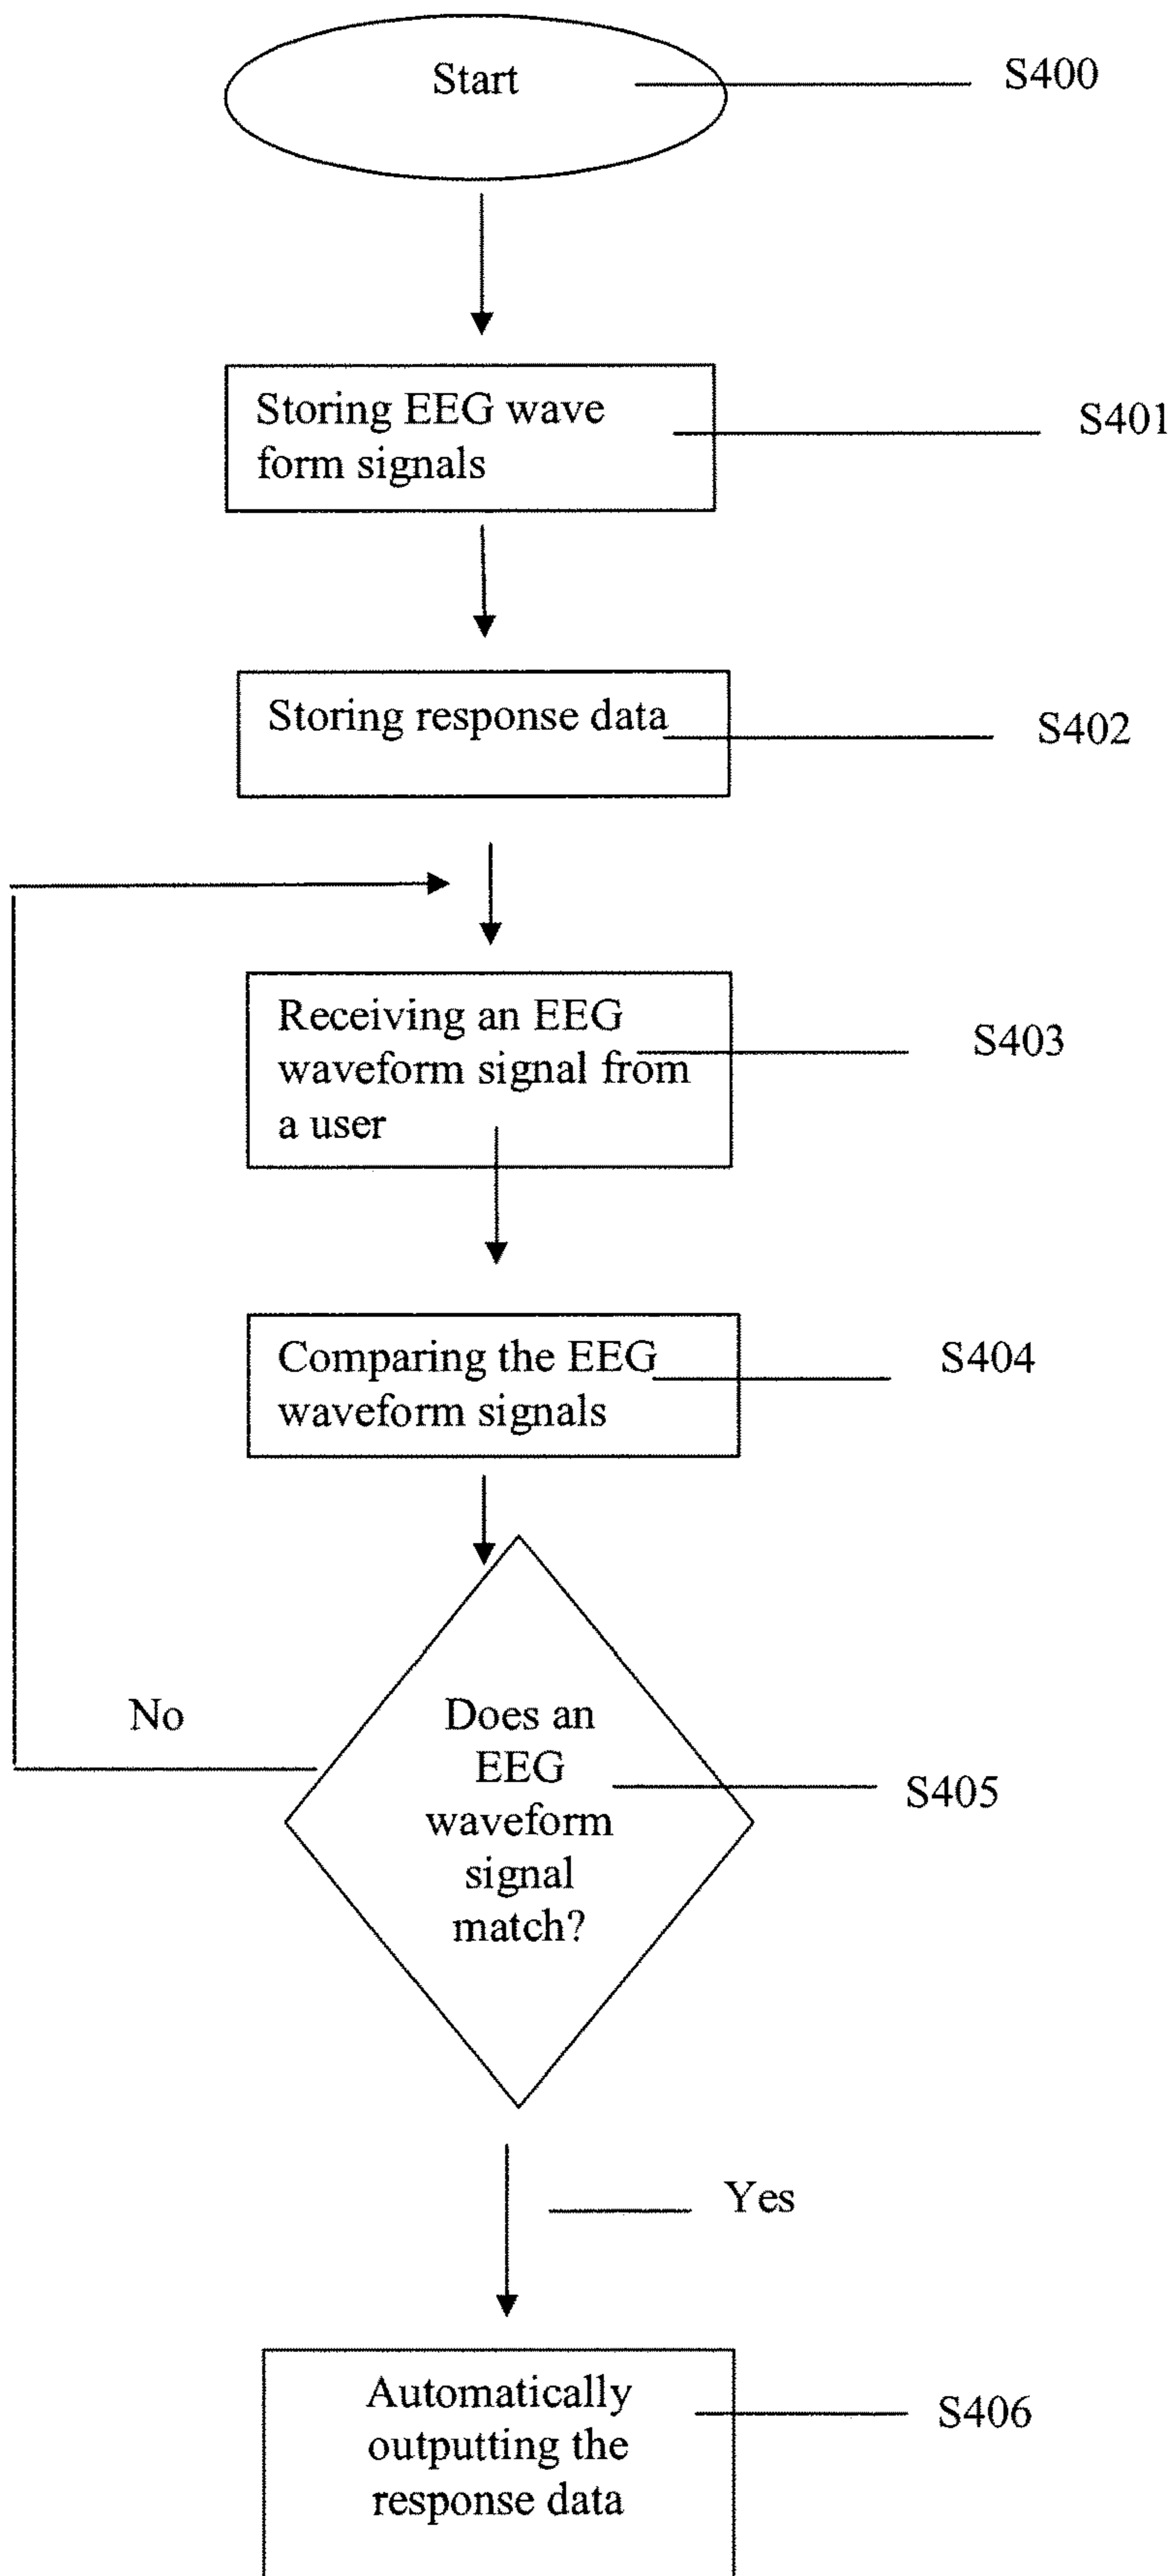 Start
S400
Storing EEG wave
form signals
S401
Storing response data
S402
Receiving an EEG
waveform signal from
a user
S403
Comparing the EEG
waveform signals
S404
No
Does an
EEG
waveform
signal
match?
S405
Yes
Automatically
outputting the
response data
S406